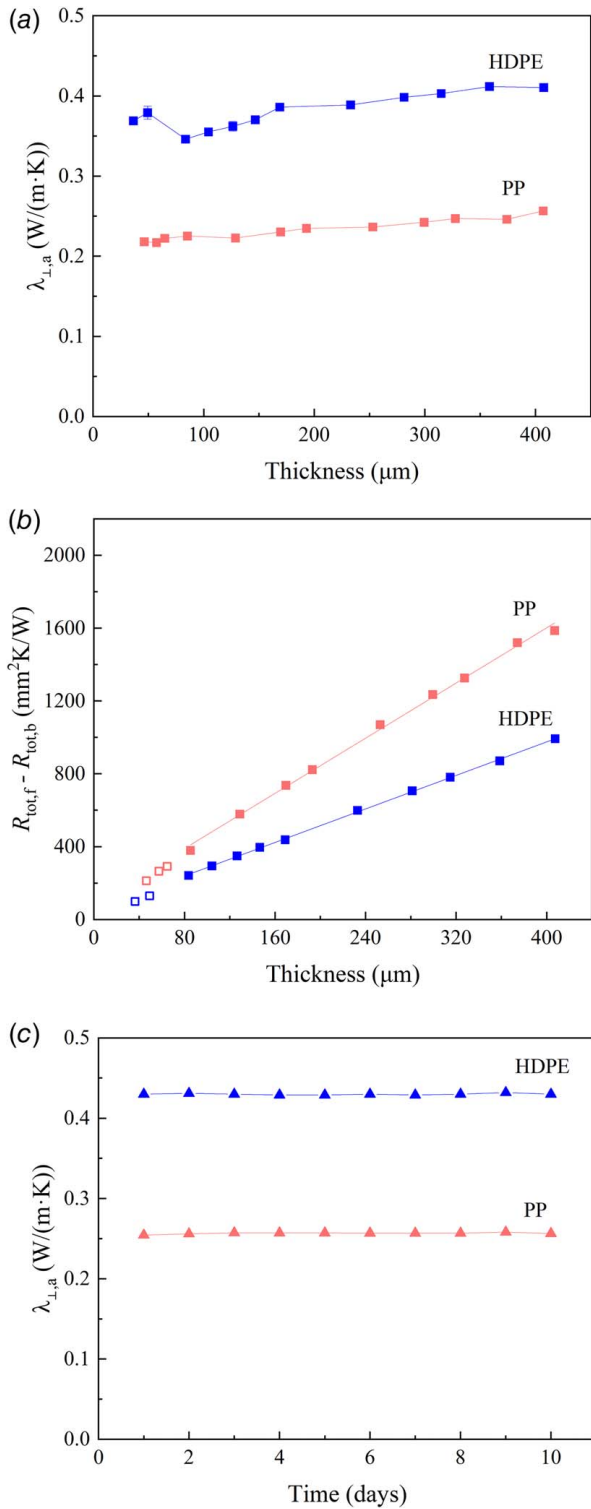 (a)
0.5
0.4
0.3
0.2
0.1
0.0
λ⊥,a (W/(m·K))
HDPE
PP
0 100 200 300 400
Thickness (μm)
(b)
2000
1600
1200
800
400
0
Rtot,f - Rtot,b (mm²K/W)
PP
HDPE
0 80 160 240 320 400
Thickness (μm)
(c)
0.5
0.4
0.3
0.2
0.1
0.0
λ⊥,a (W/(m·K))
HDPE
PP
0 2 4 6 8 10
Time (days)